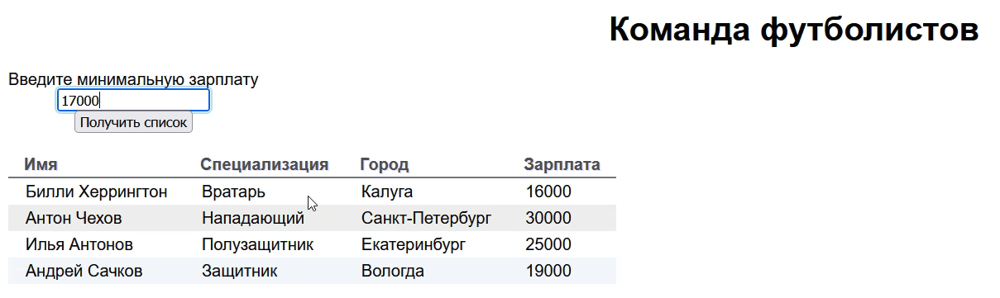 Команда футболистов
Введите минимальную зарплату
17000
Получить список
Имя Специализация Город Зарплата
Билли Херрингтон Вратарь Калуга 16000
Антон Чехов Нападающий Санкт-Петербург 30000
Илья Антонов Полузащитник Екатеринбург 25000
Андрей Сачков Защитник Вологда 19000